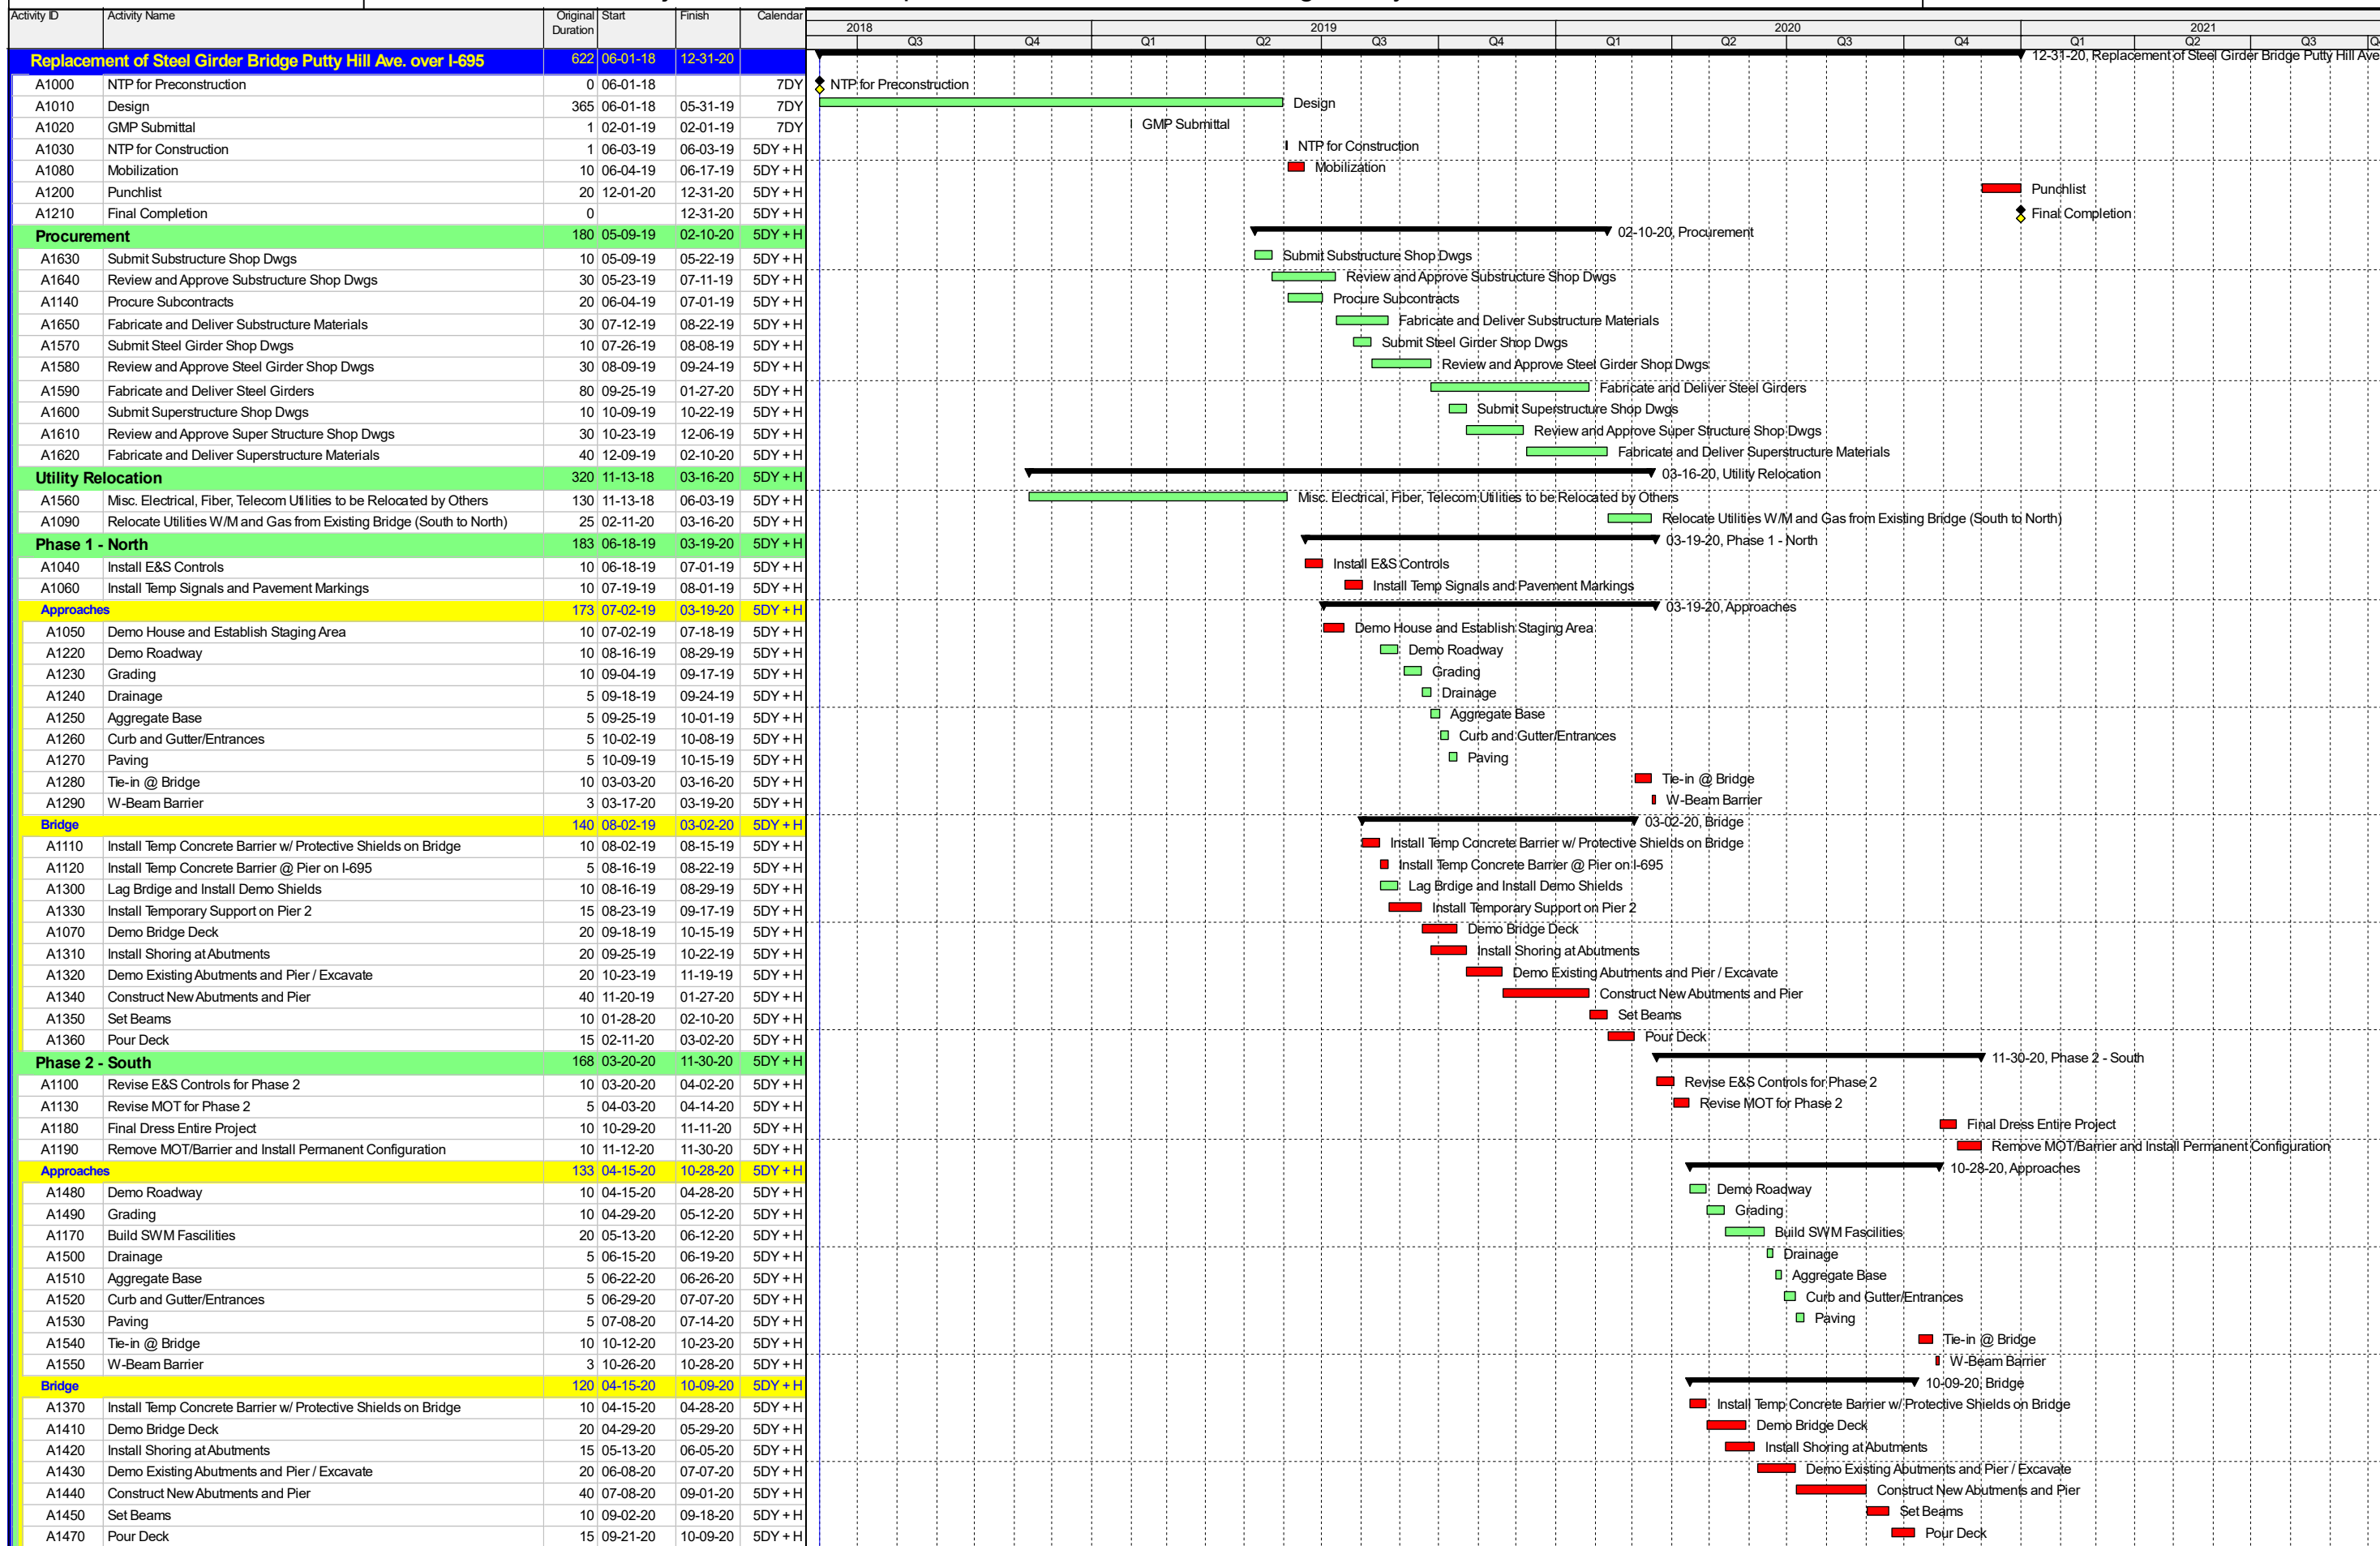 Activity ID Activity Name Original Duration Start Finish Calendar 2018 2019 2020 2021
Q3 Q4 Q1 Q2 Q3 Q4 Q1 Q2 Q3 Q4 Q1 Q2 Q3
Replacement of Steel Girder Bridge Putty Hill Ave. over I-695 622 06-01-18 12-31-20 12-31-20, Replacement of Steel Girder Bridge Putty Hill Ave
A1000 NTP for Preconstruction 0 06-01-18 7DY NTP for Preconstruction
A1010 Design 365 06-01-18 05-31-19 7DY Design
A1020 GMP Submittal 1 02-01-19 02-01-19 7DY GMP Submittal
A1030 NTP for Construction 1 06-03-19 06-03-19 5DY + H NTP for Construction
A1080 Mobilization 10 06-04-19 06-17-19 5DY + H Mobilization
A1200 Punchlist 20 12-01-20 12-31-20 5DY + H Punchlist
A1210 Final Completion 0 12-31-20 5DY + H Final Completion
Procurement 180 05-09-19 02-10-20 5DY + H 02-10-20, Procurement
A1630 Submit Substructure Shop Dwgs 10 05-09-19 05-22-19 5DY + H Submit Substructure Shop Dwgs
A1640 Review and Approve Substructure Shop Dwgs 30 05-23-19 07-11-19 5DY + H Review and Approve Substructure Shop Dwgs
A1140 Procure Subcontracts 20 06-04-19 07-01-19 5DY + H Procure Subcontracts
A1650 Fabricate and Deliver Substructure Materials 30 07-12-19 08-22-19 5DY + H Fabricate and Deliver Substructure Materials
A1570 Submit Steel Girder Shop Dwgs 10 07-26-19 08-08-19 5DY + H Submit Steel Girder Shop Dwgs
A1580 Review and Approve Steel Girder Shop Dwgs 30 08-09-19 09-24-19 5DY + H Review and Approve Steel Girder Shop Dwgs
A1590 Fabricate and Deliver Steel Girders 80 09-25-19 01-27-20 5DY + H Fabricate and Deliver Steel Girders
A1600 Submit Superstructure Shop Dwgs 10 10-09-19 10-22-19 5DY + H Submit Superstructure Shop Dwgs
A1610 Review and Approve Super Structure Shop Dwgs 30 10-23-19 12-06-19 5DY + H Review and Approve Super Structure Shop Dwgs
A1620 Fabricate and Deliver Superstructure Materials 40 12-09-19 02-10-20 5DY + H Fabricate and Deliver Superstructure Materials
Utility Relocation 320 11-13-18 03-16-20 5DY + H 03-16-20, Utility Relocation
A1560 Misc. Electrical, Fiber, Telecom Utilities to be Relocated by Others 130 11-13-18 06-03-19 5DY + H Misc. Electrical, Fiber, Telecom Utilities to be Relocated by Others
A1090 Relocate Utilities W/M and Gas from Existing Bridge (South to North) 25 02-11-20 03-16-20 5DY + H Relocate Utilities W/M and Gas from Existing Bridge (South to North)
Phase 1 - North 183 06-18-19 03-19-20 5DY + H 03-19-20, Phase 1 - North
A1040 Install E&S Controls 10 06-18-19 07-01-19 5DY + H Install E&S Controls
A1060 Install Temp Signals and Pavement Markings 10 07-19-19 08-01-19 5DY + H Install Temp Signals and Pavement Markings
Approaches 173 07-02-19 03-19-20 5DY + H 03-19-20, Approaches
A1050 Demo House and Establish Staging Area 10 07-02-19 07-18-19 5DY + H Demo House and Establish Staging Area
A1220 Demo Roadway 10 08-16-19 08-29-19 5DY + H Demo Roadway
A1230 Grading 10 09-04-19 09-17-19 5DY + H Grading
A1240 Drainage 5 09-18-19 09-24-19 5DY + H Drainage
A1250 Aggregate Base 5 09-25-19 10-01-19 5DY + H Aggregate Base
A1260 Curb and Gutter/Entrances 5 10-02-19 10-08-19 5DY + H Curb and Gutter/Entrances
A1270 Paving 5 10-09-19 10-15-19 5DY + H Paving
A1280 Tie-in @ Bridge 10 03-03-20 03-16-20 5DY + H Tie-in @ Bridge
A1290 W-Beam Barrier 3 03-17-20 03-19-20 5DY + H W-Beam Barrier
Bridge 140 08-02-19 03-02-20 5DY + H 03-02-20, Bridge
A1110 Install Temp Concrete Barrier w/ Protective Shields on Bridge 10 08-02-19 08-15-19 5DY + H Install Temp Concrete Barrier w/ Protective Shields on Bridge
A1120 Install Temp Concrete Barrier @ Pier on I-695 5 08-16-19 08-22-19 5DY + H Install Temp Concrete Barrier @ Pier on I-695
A1300 Lag Brdige and Install Demo Shields 10 08-16-19 08-29-19 5DY + H Lag Brdige and Install Demo Shields
A1330 Install Temporary Support on Pier 2 15 08-23-19 09-17-19 5DY + H Install Temporary Support on Pier 2
A1070 Demo Bridge Deck 20 09-18-19 10-15-19 5DY + H Demo Bridge Deck
A1310 Install Shoring at Abutments 20 09-25-19 10-22-19 5DY + H Install Shoring at Abutments
A1320 Demo Existing Abutments and Pier / Excavate 20 10-23-19 11-19-19 5DY + H Demo Existing Abutments and Pier / Excavate
A1340 Construct New Abutments and Pier 40 11-20-19 01-27-20 5DY + H Construct New Abutments and Pier
A1350 Set Beams 10 01-28-20 02-10-20 5DY + H Set Beams
A1360 Pour Deck 15 02-11-20 03-02-20 5DY + H Pour Deck
Phase 2 - South 168 03-20-20 11-30-20 5DY + H 11-30-20, Phase 2 - South
A1100 Revise E&S Controls for Phase 2 10 03-20-20 04-02-20 5DY + H Revise E&S Controls for Phase 2
A1130 Revise MOT for Phase 2 5 04-03-20 04-14-20 5DY + H Revise MOT for Phase 2
A1180 Final Dress Entire Project 10 10-29-20 11-11-20 5DY + H Final Dress Entire Project
A1190 Remove MOT/Barrier and Install Permanent Configuration 10 11-12-20 11-30-20 5DY + H Remove MOT/Barrier and Install Permanent Configuration
Approaches 133 04-15-20 10-28-20 5DY + H 10-28-20, Approaches
A1480 Demo Roadway 10 04-15-20 04-28-20 5DY + H Demo Roadway
A1490 Grading 10 04-29-20 05-12-20 5DY + H Grading
A1170 Build SWM Fascilities 20 05-13-20 06-12-20 5DY + H Build SWM Fascilities
A1500 Drainage 5 06-15-20 06-19-20 5DY + H Drainage
A1510 Aggregate Base 5 06-22-20 06-26-20 5DY + H Aggregate Base
A1520 Curb and Gutter/Entrances 5 06-29-20 07-07-20 5DY + H Curb and Gutter/Entrances
A1530 Paving 5 07-08-20 07-14-20 5DY + H Paving
A1540 Tie-in @ Bridge 10 10-12-20 10-23-20 5DY + H Tie-in @ Bridge
A1550 W-Beam Barrier 3 10-26-20 10-28-20 5DY + H W-Beam Barrier
Bridge 120 04-15-20 10-09-20 5DY + H 10-09-20, Bridge
A1370 Install Temp Concrete Barrier w/ Protective Shields on Bridge 10 04-15-20 04-28-20 5DY + H Install Temp Concrete Barrier w/ Protective Shields on Bridge
A1410 Demo Bridge Deck 20 04-29-20 05-29-20 5DY + H Demo Bridge Deck
A1420 Install Shoring at Abutments 15 05-13-20 06-05-20 5DY + H Install Shoring at Abutments
A1430 Demo Existing Abutments and Pier / Excavate 20 06-08-20 07-07-20 5DY + H Demo Existing Abutments and Pier / Excavate
A1440 Construct New Abutments and Pier 40 07-08-20 09-01-20 5DY + H Construct New Abutments and Pier
A1450 Set Beams 10 09-02-20 09-18-20 5DY + H Set Beams
A1470 Pour Deck 15 09-21-20 10-09-20 5DY + H Pour Deck